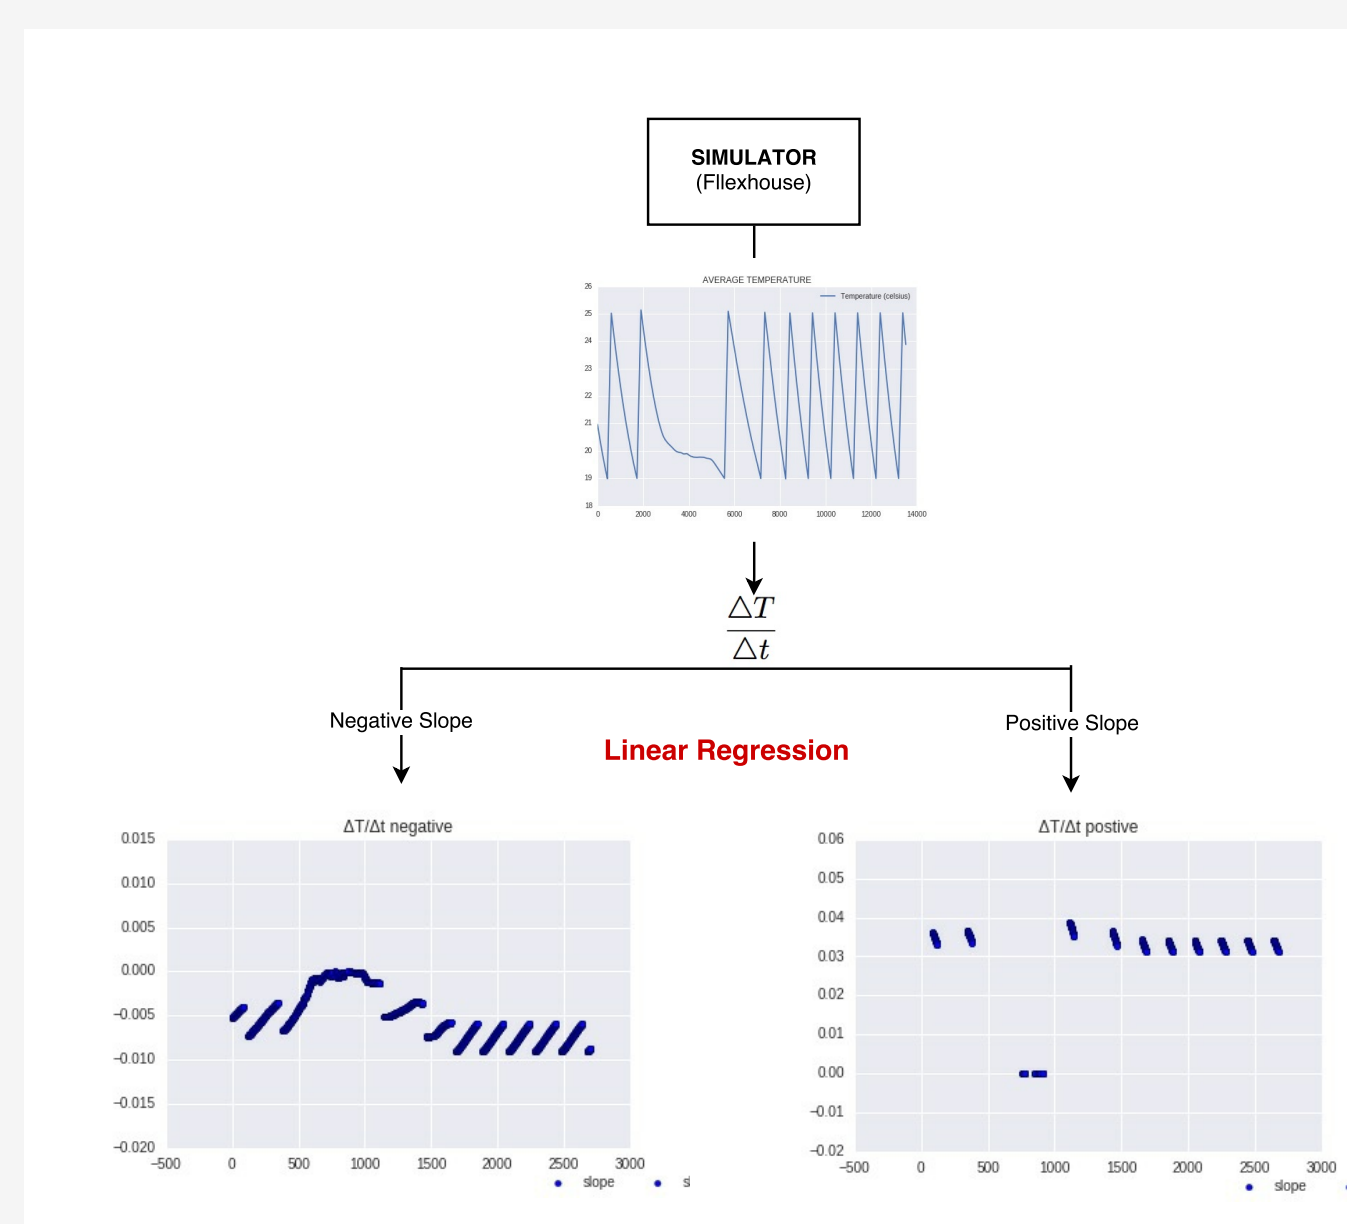 SIMULATOR
(Fllexhouse)
AVERAGE TEMPERATURE
Temperature (celsius)
26
25
24
23
22
21
20
19
18
0 2000 4000 6000 8000 10000 12000 14000
△T
△t
Negative Slope
Positive Slope
Linear Regression
ΔT/Δt negative
0.015
0.010
0.005
0.000
−0.005
−0.010
−0.015
−0.020
−500 0 500 1000 1500 2000 2500 3000
slope sl
ΔT/Δt postive
0.06
0.05
0.04
0.03
0.02
0.01
0.00
−0.01
−0.02
−500 0 500 1000 1500 2000 2500 3000
slope